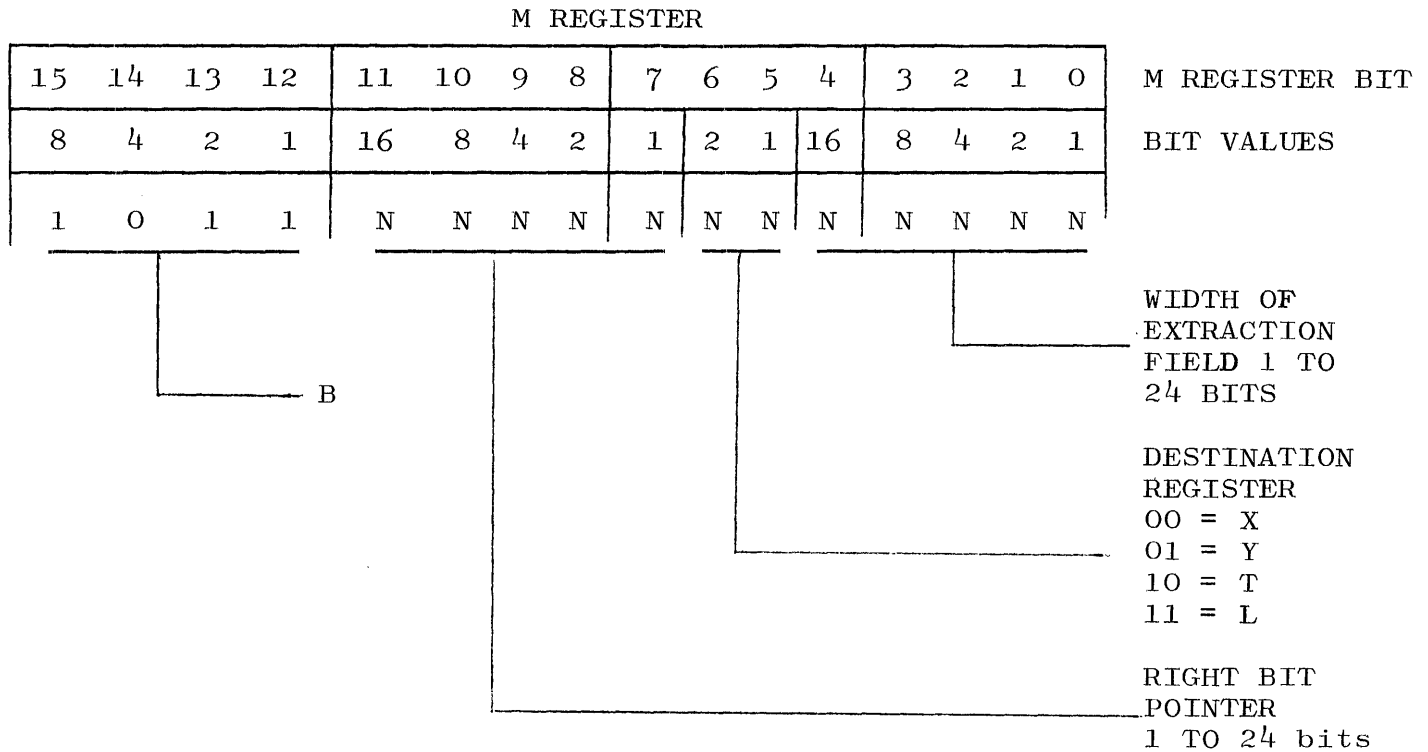 M REGISTER
15 14 13 12 11 10 9 8 7 6 5 4 3 2 1 0 M REGISTER BIT
8 4 2 1 16 8 4 2 1 2 1 16 8 4 2 1 BIT VALUES
1 0 1 1 N N N N N N N N N N N N
WIDTH OF
EXTRACTION
FIELD 1 TO
24 BITS
B
DESTINATION
REGISTER
00 = X
01 = Y
10 = T
11 = L
RIGHT BIT
POINTER
1 TO 24 bits